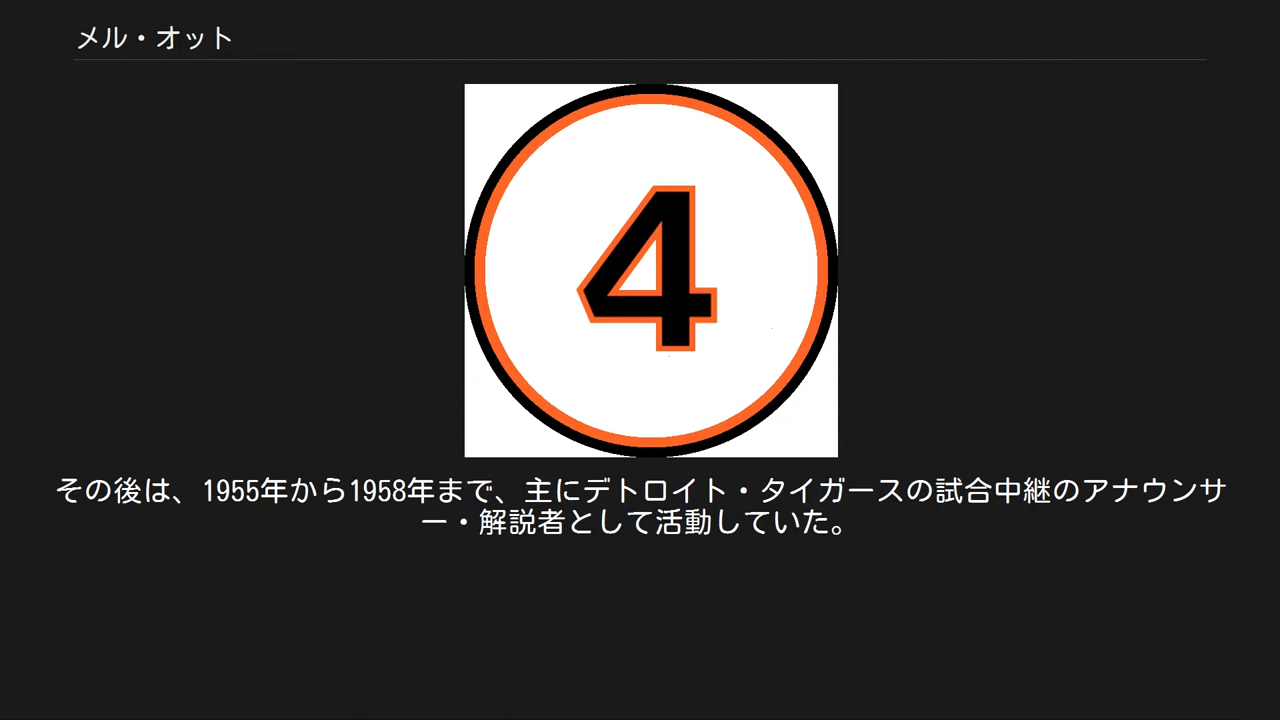 メル・オット
4
その後は、1955年から1958年まで、主にデトロイト・タイガースの試合中継のアナウンサ
ー・解説者として活動していた。